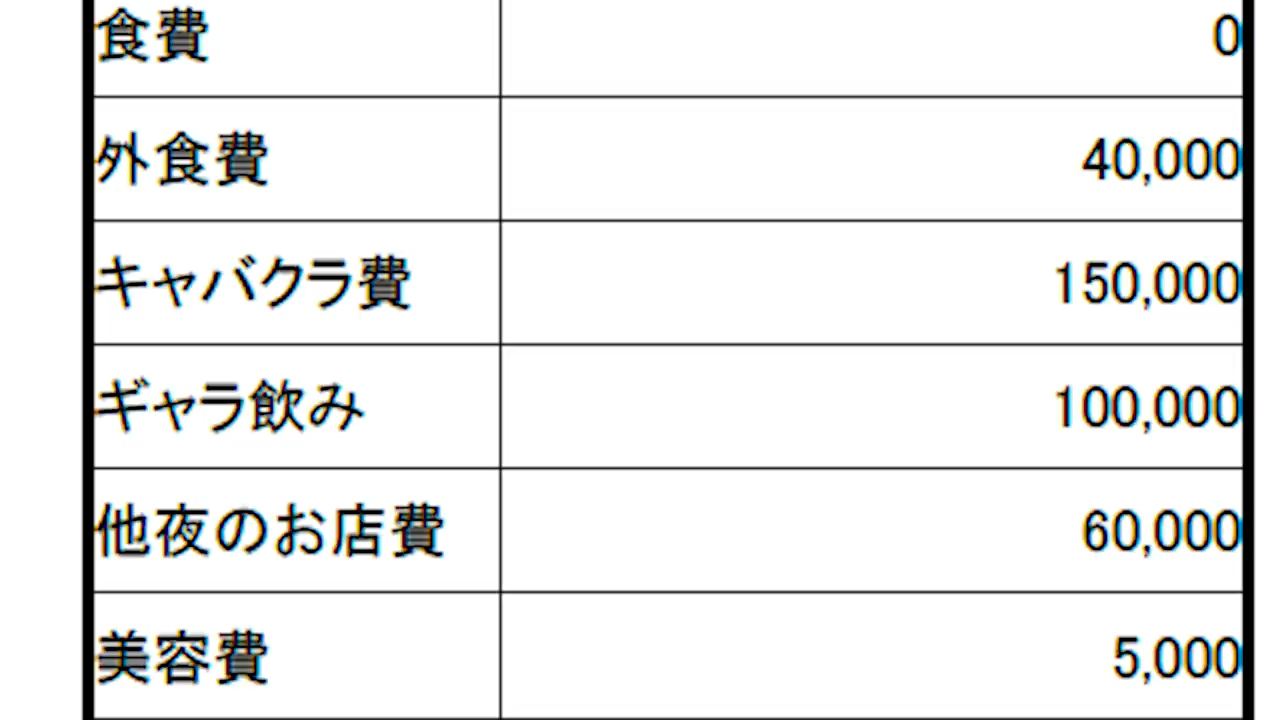 食費 0
外食費 40,000
キャバクラ費 150,000
ギャラ飲み 100,000
他夜のお店費 60,000
美容費 5,000